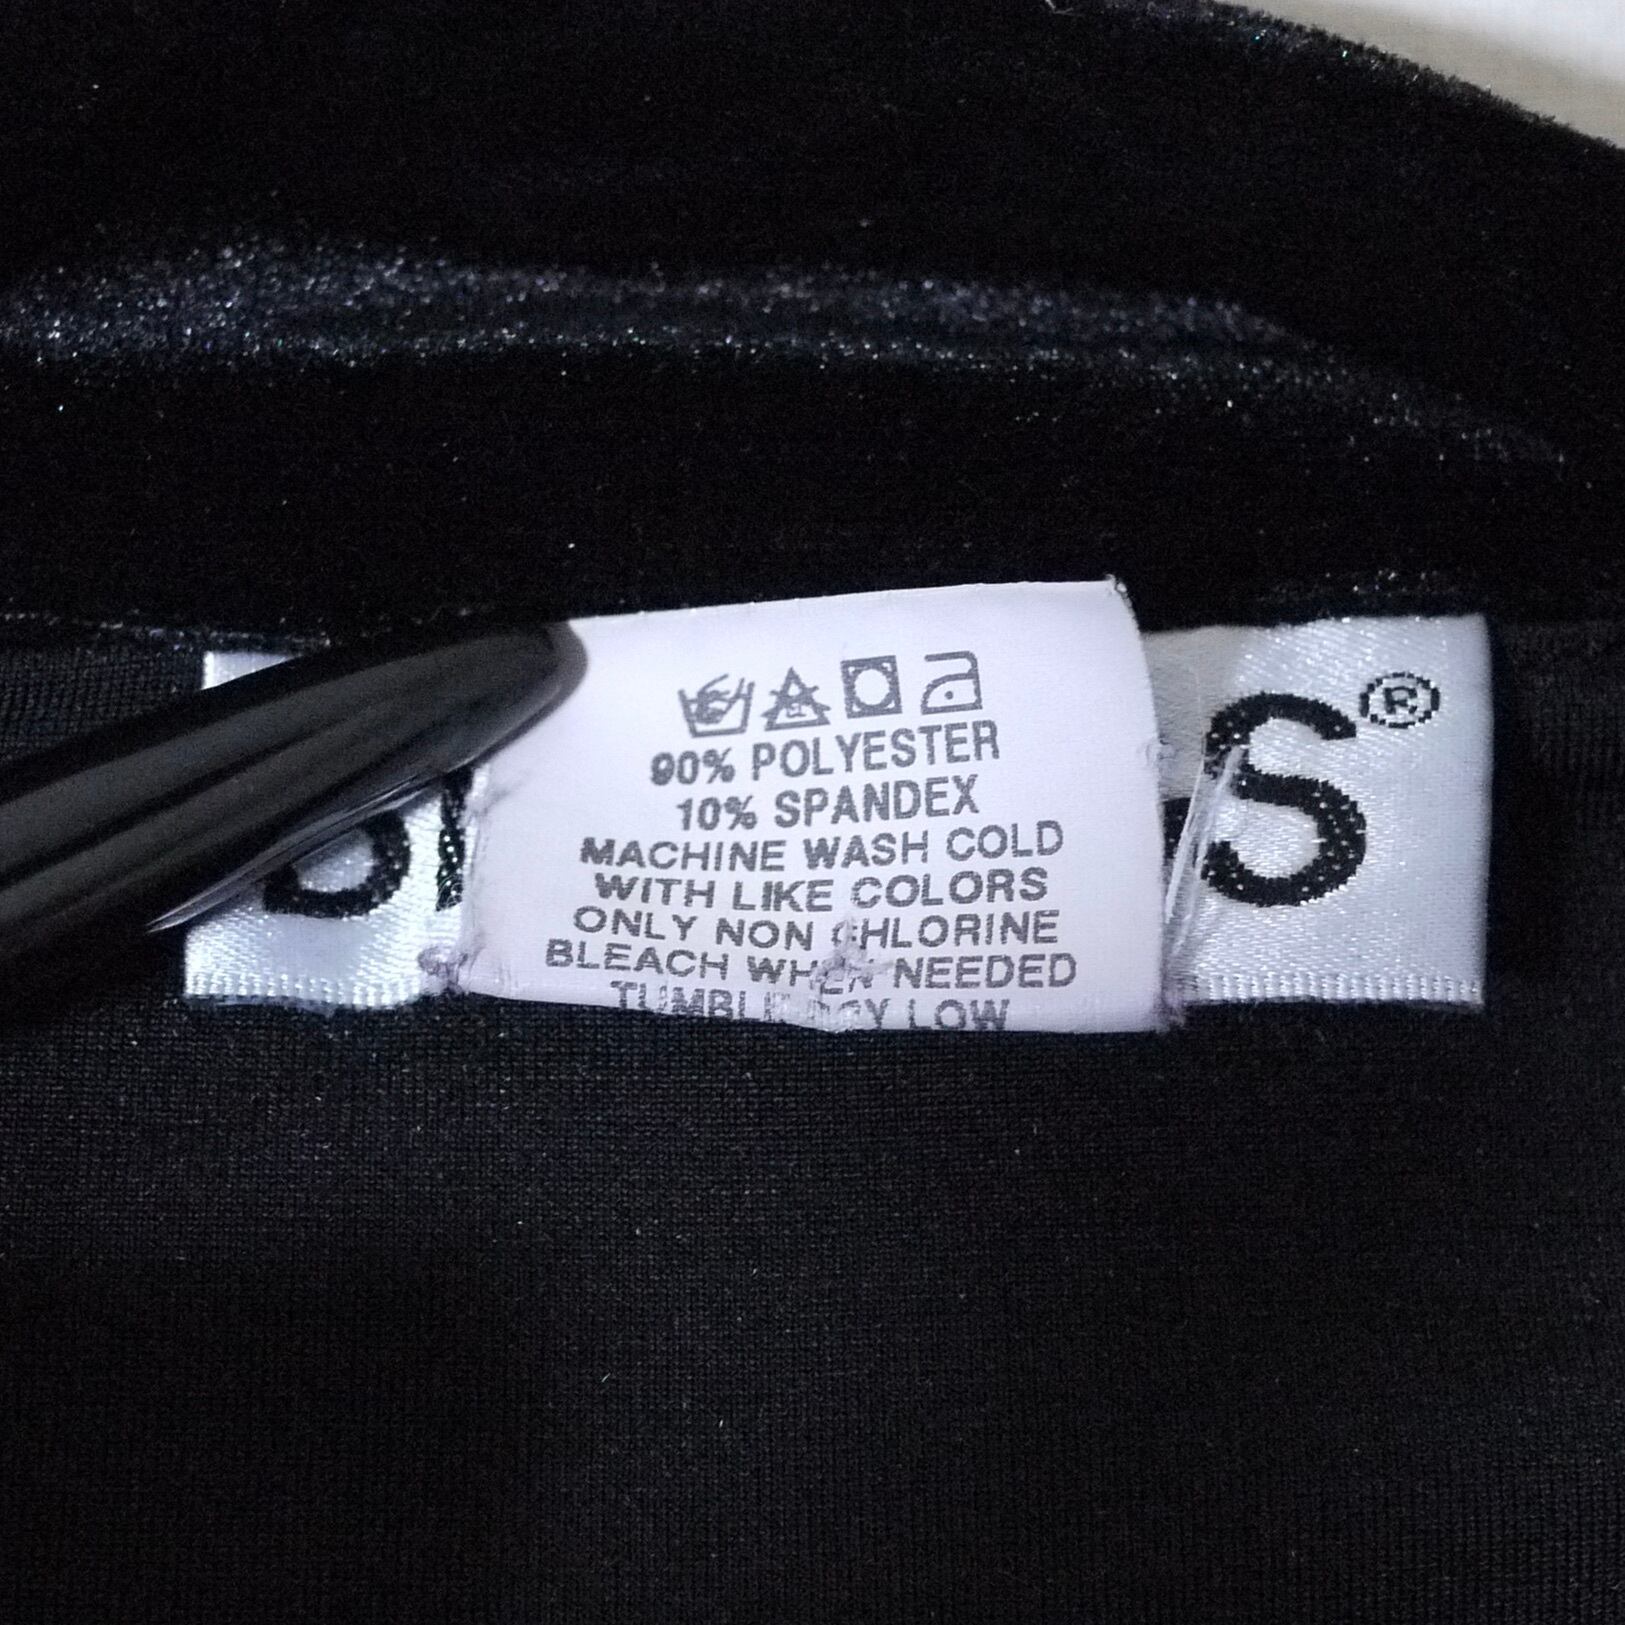 90% POLYESTER
10% SPANDEX
MACHINE WASH COLD
WITH LIKE COLORS
ONLY NON CHLORINE
BLEACH WHEN NEEDED
TUMBLE DRY LOW
S®